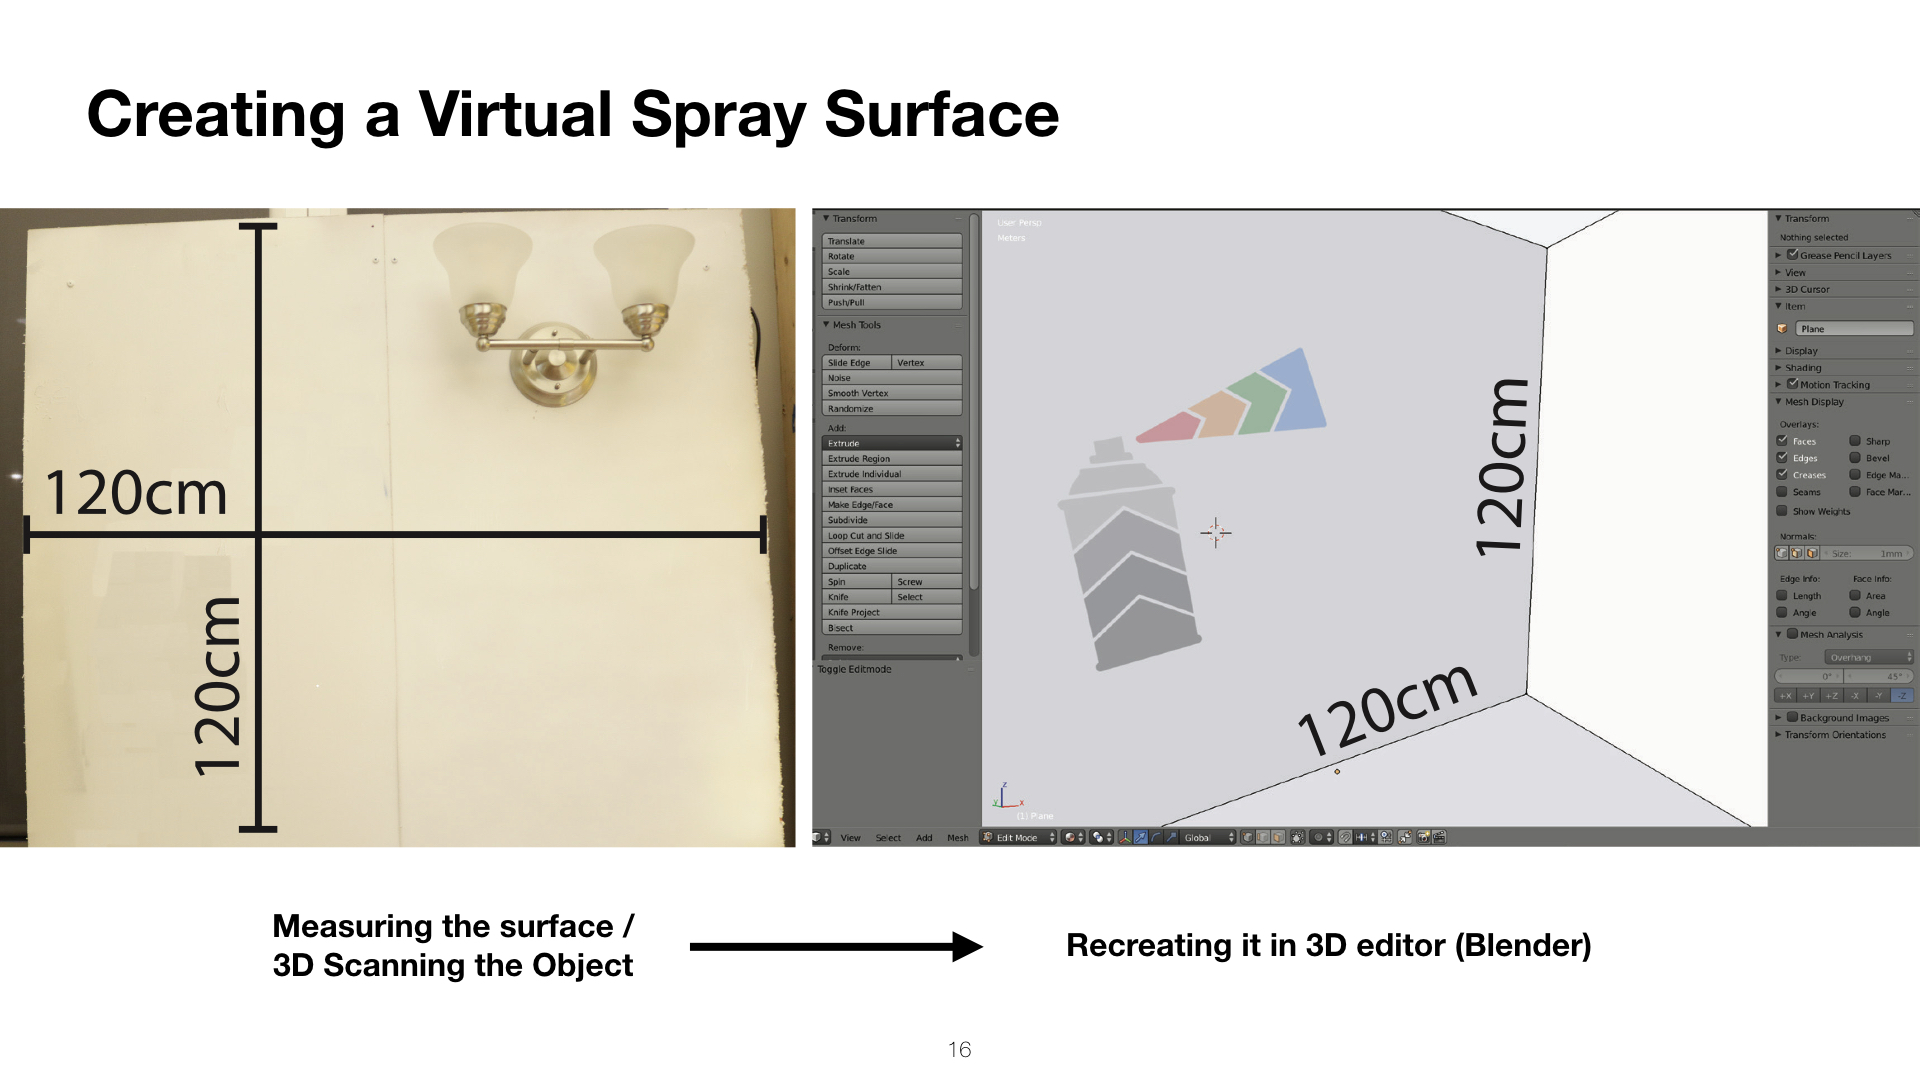 Creating a Virtual Spray Surface
120cm
120cm
Transform
Translate
Rotate
Scale
Shrink/Fatten
Push/Pull
Mesh Tools
Deform:
Slide Edge Vertex
Noise
Smooth Vertex
Randomize
Add:
Extrude
Extrude Region
Extrude Individual
Inset Faces
Make Edge/Face
Subdivide
Loop Cut and Slide
Offset Edge Slide
Duplicate
Spin Screw
Knife Select
Knife Project
Bisect
Remove:
Toggle Editmode
User Persp
Meters
120cm
120cm
z
y x
(1) Plane
View Select Add Mesh Edit Mode Global
Transform
Nothing selected
Grease Pencil Layers
View
3D Cursor
Item
Plane
Display
Shading
Motion Tracking
Mesh Display
Overlays:
Faces Sharp
Edges Bevel
Creases Edge Ma...
Seams Face Mar...
Show Weights
Normals:
Size: 1mm
Edge Info: Face Info:
Length Area
Angle Angle
Mesh Analysis
Type: Overhang
0° 45°
+X +Y +Z -X -Y -Z
Background Images
Transform Orientations
Measuring the surface /
3D Scanning the Object
Recreating it in 3D editor (Blender)
16